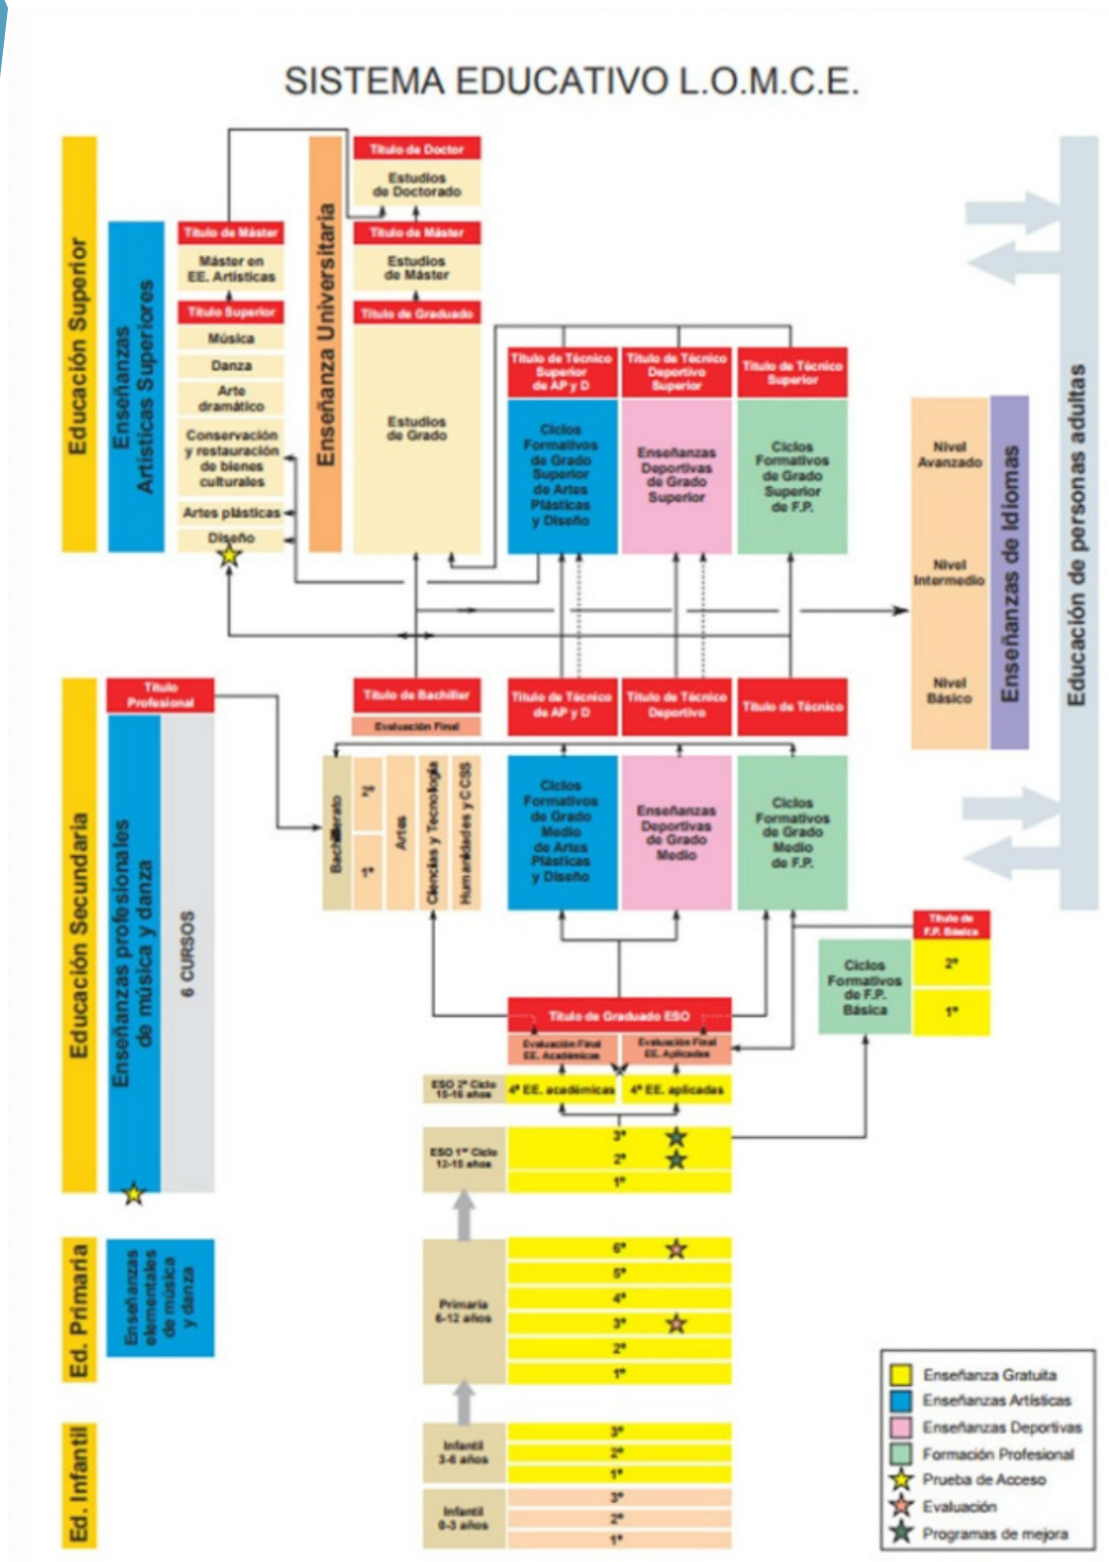 SISTEMA EDUCATIVO L.O.M.C.E.
Educación Superior
Enseñanzas
Artísticas Superiores
Título de Máster
Máster en
EE. Artísticas
Título Superior
Música
Danza
Arte
dramático
Conservación
y restauración
de bienes
culturales
Artes plásticas
Diseño
Enseñanza Universitaria
Título de Doctor
Estudios
de Doctorado
Título de Máster
Estudios
de Máster
Título de Graduado
Estudios
de Grado
Título de Técnico
Superior
de AP y D
Ciclos
Formativos
de Grado
Superior
de Artes
Plásticas
y Diseño
Título de Técnico
Deportivo
Superior
Enseñanzas
Deportivas
de Grado
Superior
Título de Técnico
Superior
Ciclos
Formativos
de Grado
Superior
de F.P.
Nivel
Avanzado
Nivel
Intermedio
Nivel
Básico
Enseñanzas de Idiomas
Educación de personas adultas
Educación Secundaria
Título
Profesional
Enseñanzas profesionales
de música y danza
6 CURSOS
Título de Bachiller
Evaluación Final
Bachillerato
2º
1º
Artes
Ciencias y Tecnología
Humanidades y CCSS
Título de Técnico
de AP y D
Ciclos
Formativos
de Grado
Medio
de Artes
Plásticas
y Diseño
Título de Técnico
Deportivo
Enseñanzas
Deportivas
de Grado
Medio
Título de Técnico
Ciclos
Formativos
de Grado
Medio
de F.P.
Título de
F.P. Básica
Ciclos
Formativos
de F.P.
Básica
2º
1º
Título de Graduado ESO
Evaluación Final
EE. Académicas
Evaluación Final
EE. Aplicadas
ESO 2º Ciclo
15-16 años
4º EE. académicas
4º EE. aplicadas
ESO 1er Ciclo
12-15 años
3º
2º
1º
Ed. Primaria
Enseñanzas
elementales
de música
y danza
Primaria
6-12 años
6º
5º
4º
3º
2º
1º
Ed. Infantil
Infantil
3-6 años
3º
2º
1º
Infantil
0-3 años
3º
2º
1º
Enseñanza Gratuita
Enseñanzas Artísticas
Enseñanzas Deportivas
Formación Profesional
Prueba de Acceso
Evaluación
Programas de mejora